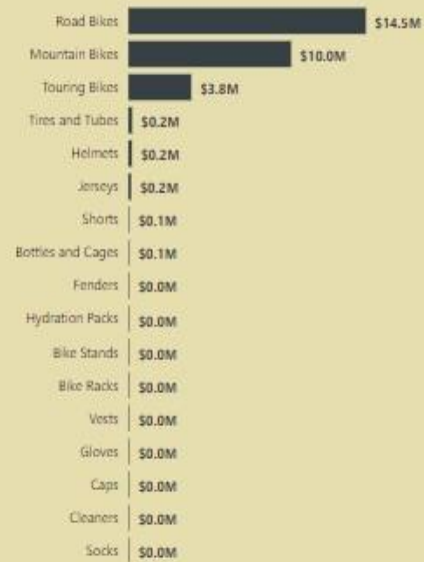 Road Bikes $14.5M
Mountain Bikes $10.0M
Touring Bikes $3.8M
Tires and Tubes $0.2M
Helmets $0.2M
Jerseys $0.2M
Shorts $0.1M
Bottles and Cages $0.1M
Fenders $0.0M
Hydration Packs $0.0M
Bike Stands $0.0M
Bike Racks $0.0M
Vests $0.0M
Gloves $0.0M
Caps $0.0M
Cleaners $0.0M
Socks $0.0M